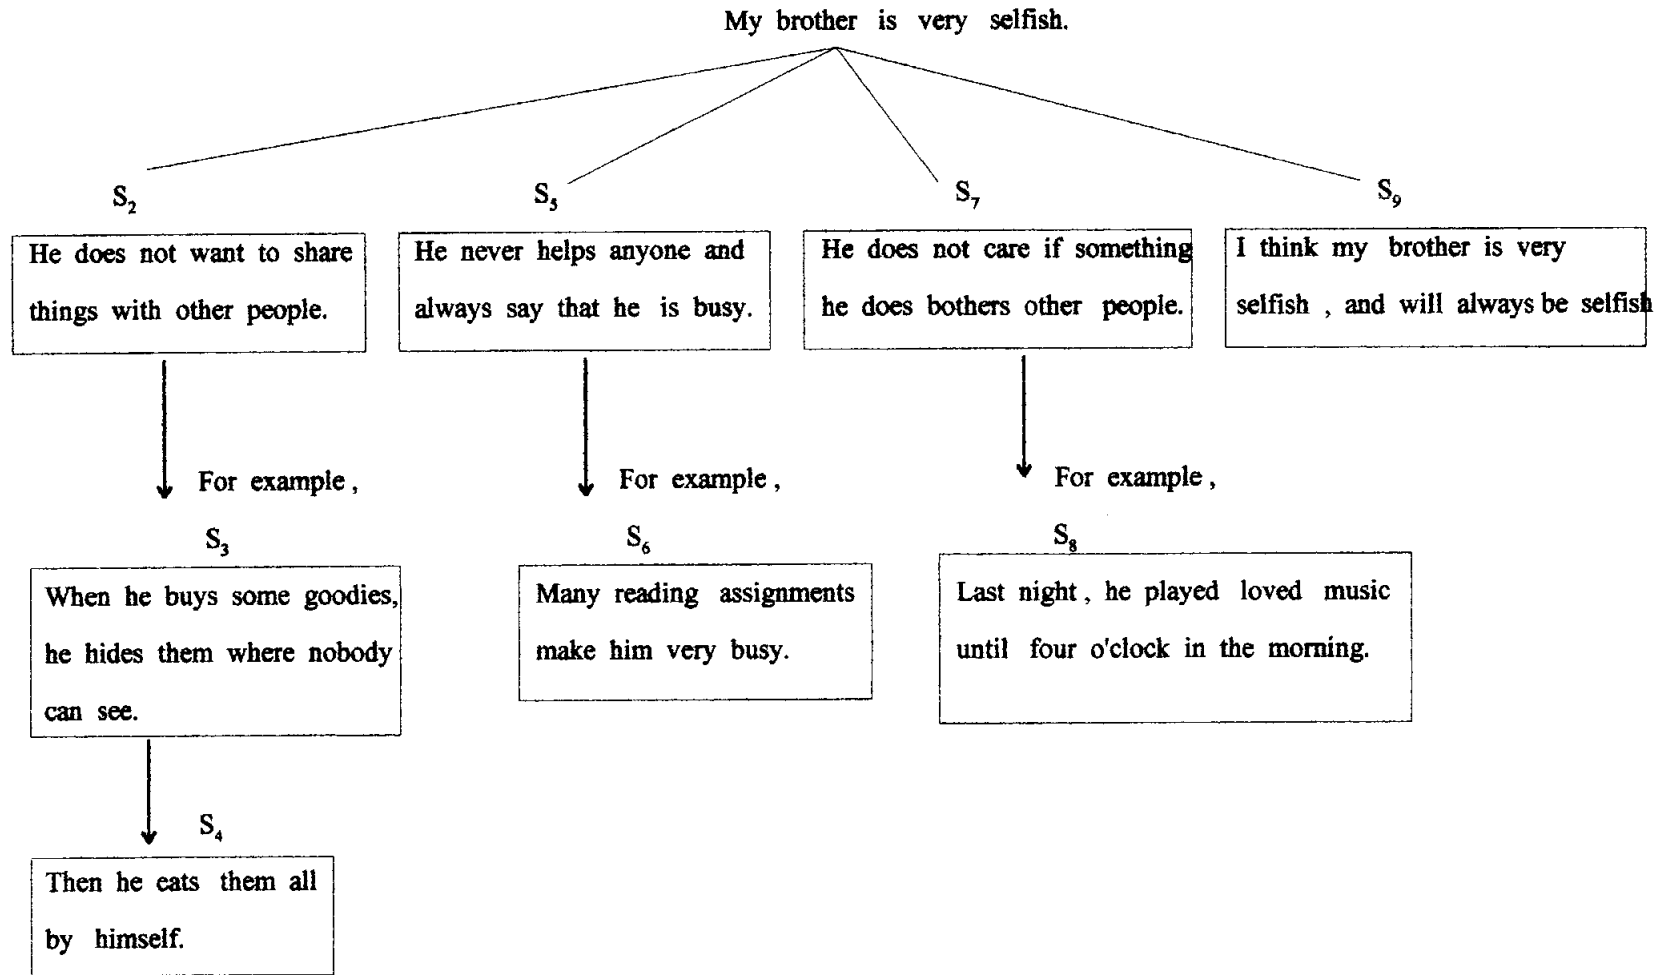 My brother is very selfish.
S₂
He does not want to share
things with other people.
For example ,
S₃
When he buys some goodies,
he hides them where nobody
can see.
S₄
Then he eats them all
by himself.
S₅
He never helps anyone and
always say that he is busy.
For example ,
S₆
Many reading assignments
make him very busy.
S₇
He does not care if something
he does bothers other people.
For example ,
S₈
Last night , he played loved music
until four o'clock in the morning.
S₉
I think my brother is very
selfish , and will always be selfish